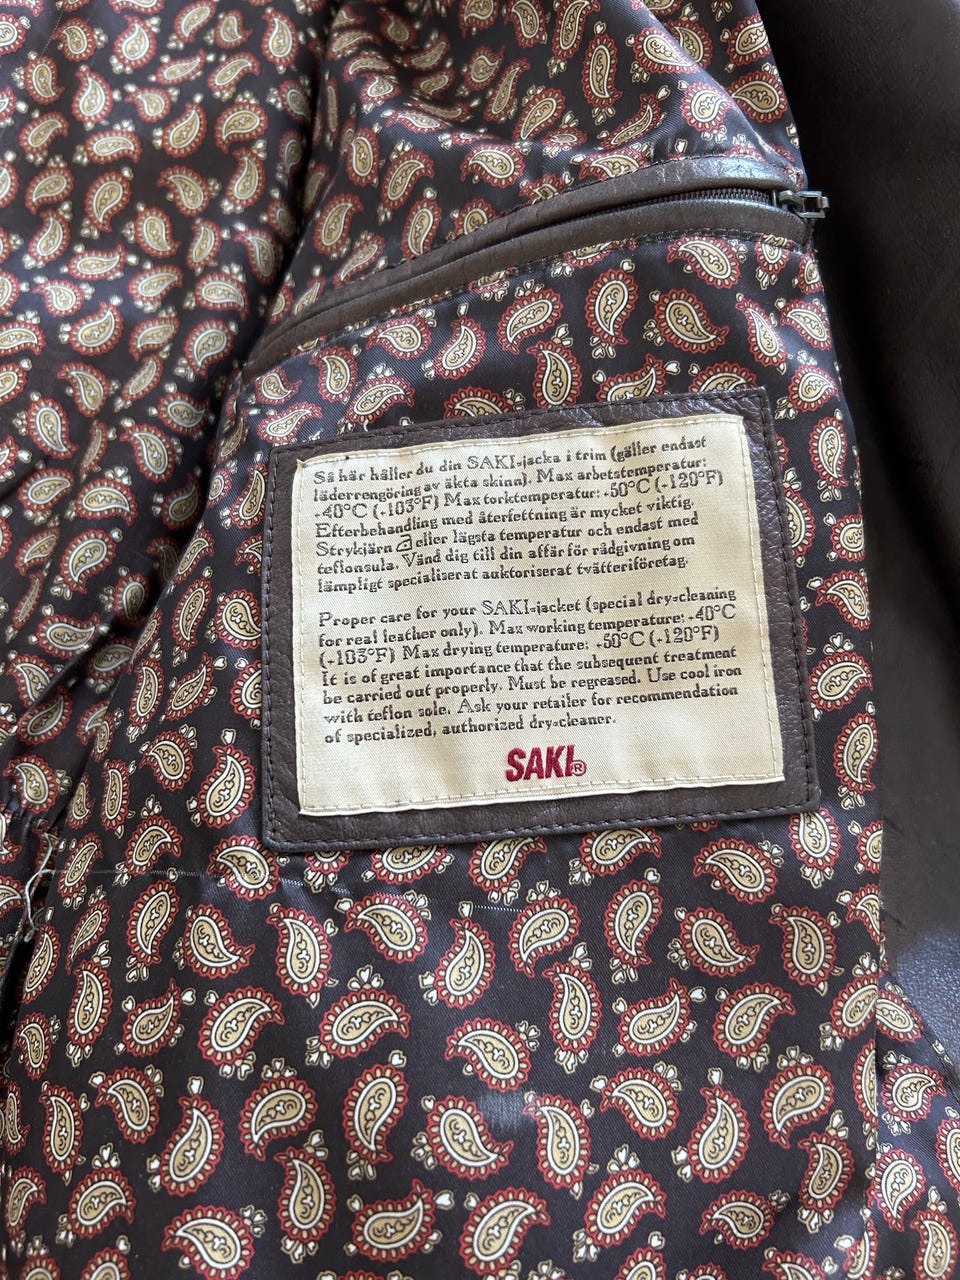 Så här håller du din SAKI-jacka i trim (gäller endast
läderrengöring av äkta skinn). Max arbetstemperatur:
-40°C (-103°F) Max torktemperatur: -50°C (-120°F)
Efterbehandling med återfettning är mycket viktig.
Strykjärn eller lägsta temperatur och endast med
teflonsula. Vänd dig till din affär för rådgivning om
lämpligt specialiserat auktoriserat tvätteriföretag.
Proper care for your SAKI-jacket (special dry-cleaning
for real leather only). Max working temperature: -40°C
(-103°F) Max drying temperature: -50°C (-120°F)
It is of great importance that the subsequent treatment
be carried out properly. Must be regreased. Use cool iron
with teflon sole. Ask your retailer for recommendation
of specialized, authorized dry-cleaner.
SAKI®